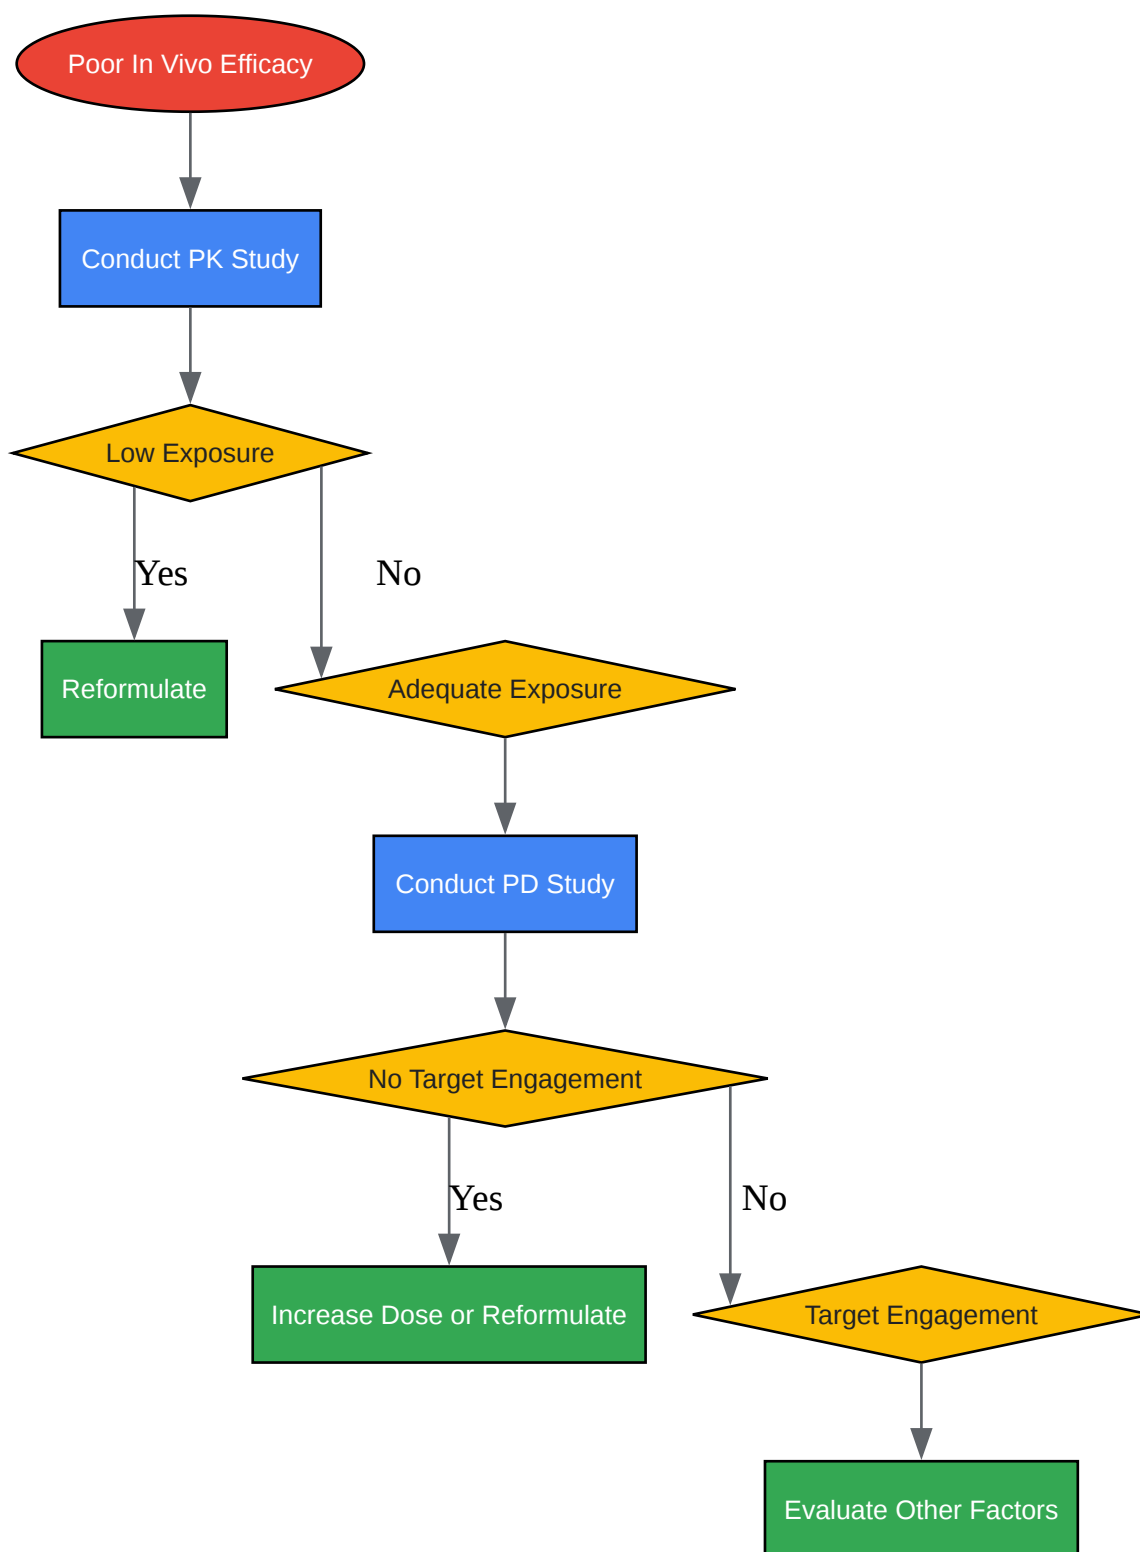 Poor In Vivo Efficacy
Conduct PK Study
Low Exposure
Yes
No
Reformulate
Adequate Exposure
Conduct PD Study
No Target Engagement
Yes
No
Increase Dose or Reformulate
Target Engagement
Evaluate Other Factors